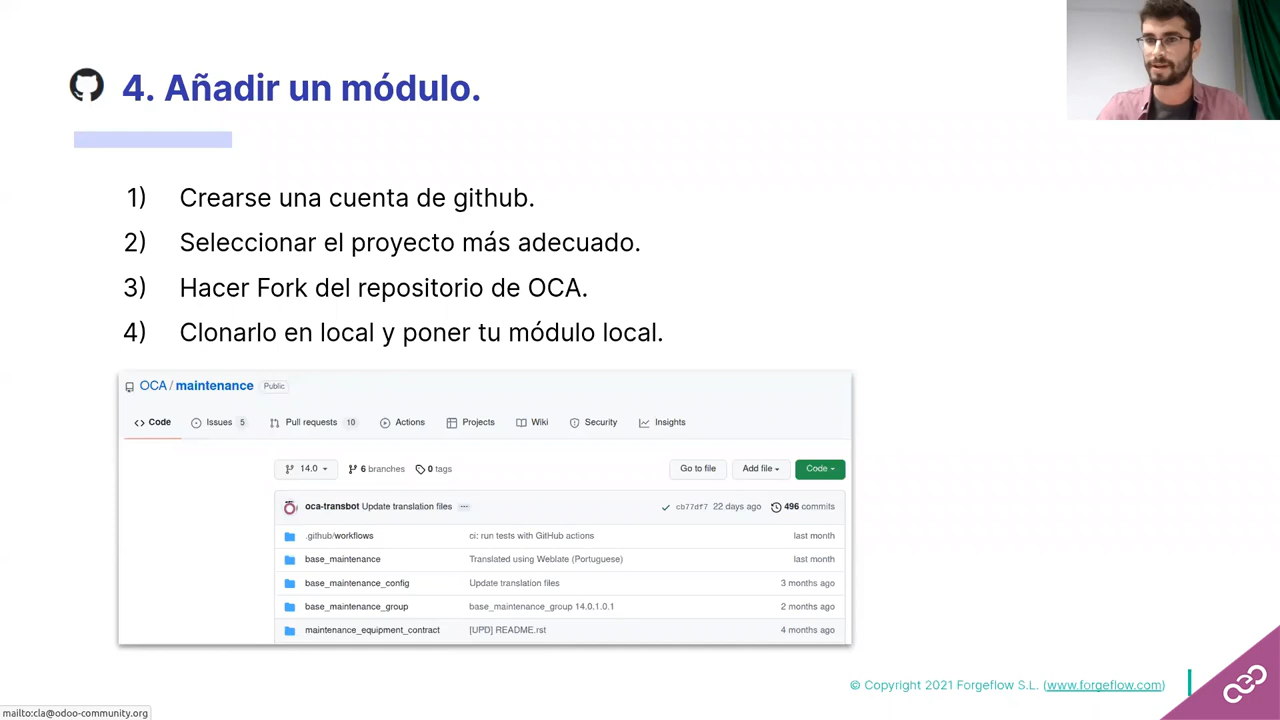 4. Añadir un módulo.
1) Crearse una cuenta de github.
2) Seleccionar el proyecto más adecuado.
3) Hacer Fork del repositorio de OCA.
4) Clonarlo en local y poner tu módulo local.
OCA / maintenance Public
Code Issues 5 Pull requests 10 Actions Projects Wiki Security Insights
14.0 6 branches 0 tags Go to file Add file Code
oca-transbot Update translation files ... cb77df7 22 days ago 496 commits
.github/workflows ci: run tests with GitHub actions last month
base_maintenance Translated using Weblate (Portuguese) last month
base_maintenance_config Update translation files 3 months ago
base_maintenance_group base_maintenance_group 14.0.1.0.1 2 months ago
maintenance_equipment_contract [UPD] README.rst 4 months ago
© Copyright 2021 Forgeflow S.L. (www.forgeflow.com)
mailto:cla@odoo-community.org